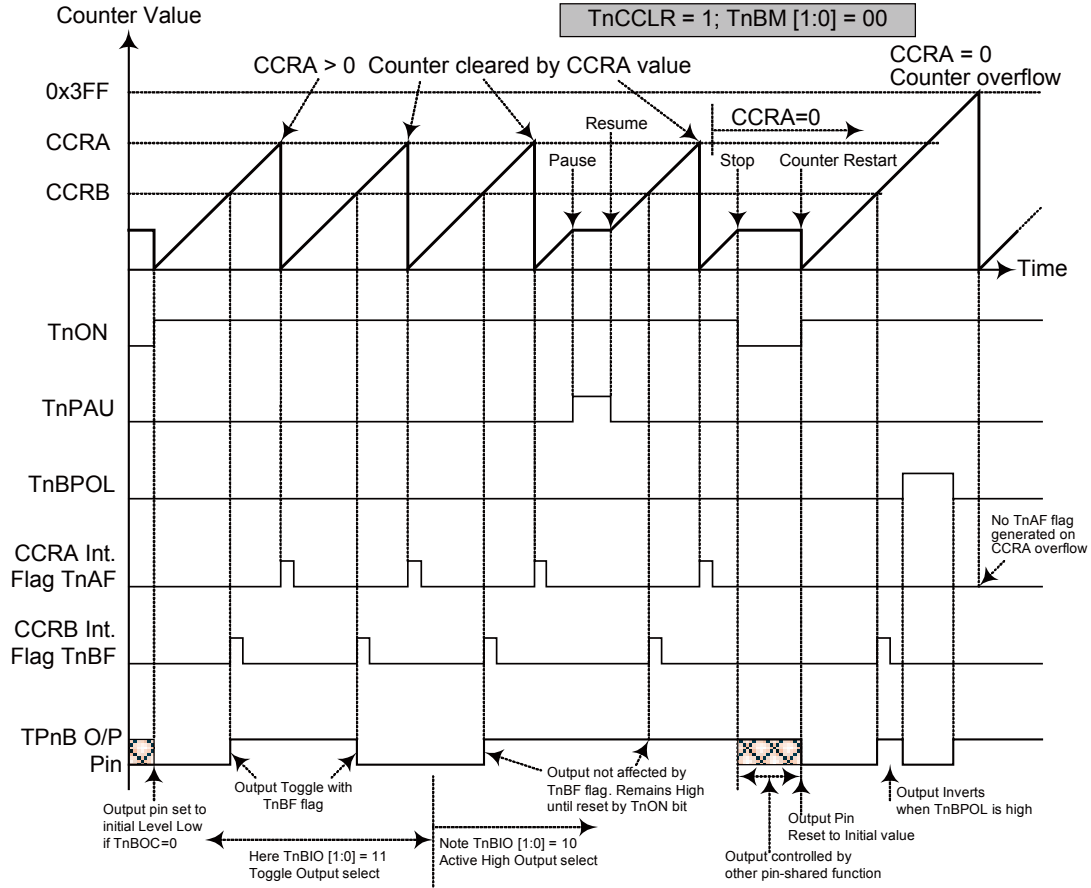 Counter Value
TnCCLR = 1; TnBM [1:0] = 00
CCRA > 0
Counter cleared by CCRA value
CCRA = 0
Counter overflow
0x3FF
CCRA
CCRB
Resume
CCRA=0
Pause
Stop
Counter Restart
Time
TnON
TnPAU
TnBPOL
No TnAF flag
generated on
CCRA overflow
CCRA Int.
Flag TnAF
CCRB Int.
Flag TnBF
TPnB O/P
Pin
Output pin set to
initial Level Low
if TnBOC=0
Output Toggle with
TnBF flag
Output not affected by
TnBF flag. Remains High
until reset by TnON bit
Output Inverts
when TnBPOL is high
Output Pin
Reset to Initial value
Here TnBIO [1:0] = 11
Toggle Output select
Note TnBIO [1:0] = 10
Active High Output select
Output controlled by
other pin-shared function